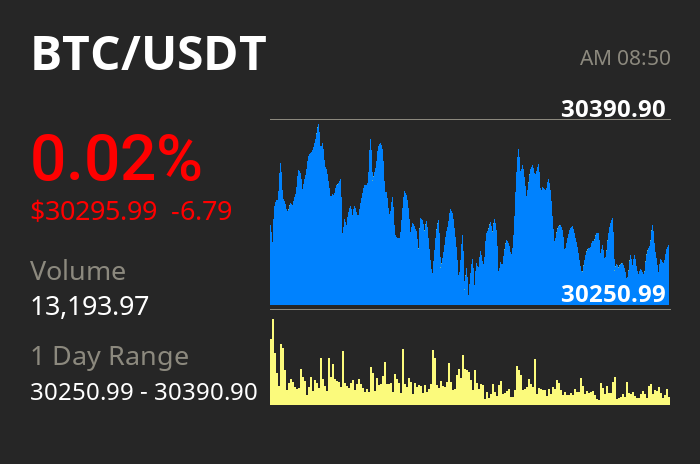 BTC/USDT
AM 08:50
30390.90
0.02%
$30295.99 -6.79
Volume
13,193.97
30250.99
1 Day Range
30250.99 - 30390.90